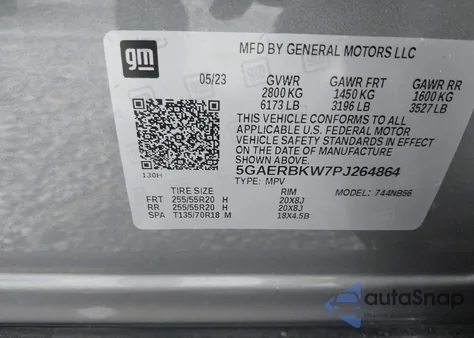 gm
MFD BY GENERAL MOTORS LLC
05/23 GVWR GAWR FRT GAWR RR
2800 KG 1450 KG 1600 KG
6173 LB 3196 LB 3527 LB
THIS VEHICLE CONFORMS TO ALL
APPLICABLE U.S. FEDERAL MOTOR
VEHICLE SAFETY STANDARDS IN EFFECT
ON THE DATE OF MANUFACTURE SHOWN ABOVE.
5GAERBKW7PJ264864
130H TYPE: MPV MODEL: 744NB56
TIRE SIZE RIM
FRT 255/55R20 H 20X8J
RR 255/55R20 H 20X8J
SPA T135/70R18 M 18X4.5B
autoSnap